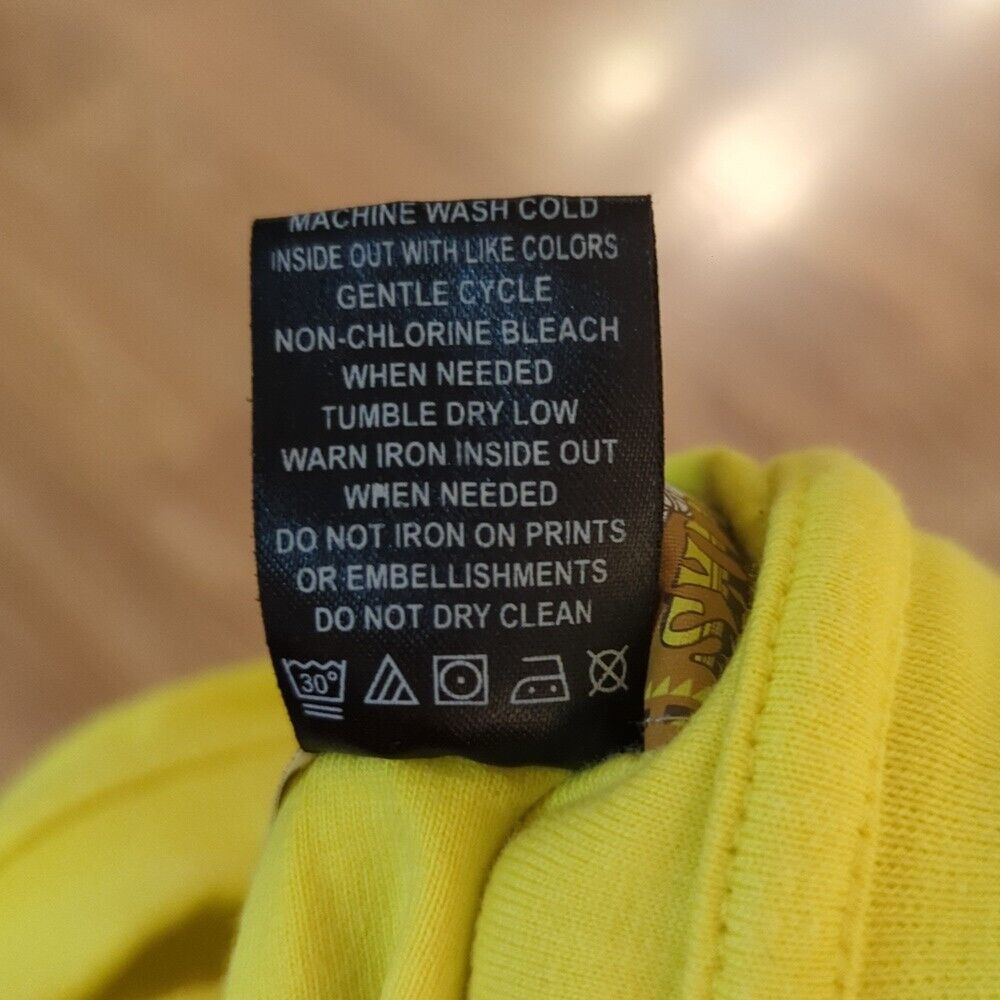 MACHINE WASH COLD
INSIDE OUT WITH LIKE COLORS
GENTLE CYCLE
NON-CHLORINE BLEACH
WHEN NEEDED
TUMBLE DRY LOW
WARN IRON INSIDE OUT
WHEN NEEDED
DO NOT IRON ON PRINTS
OR EMBELLISHMENTS
DO NOT DRY CLEAN
30°